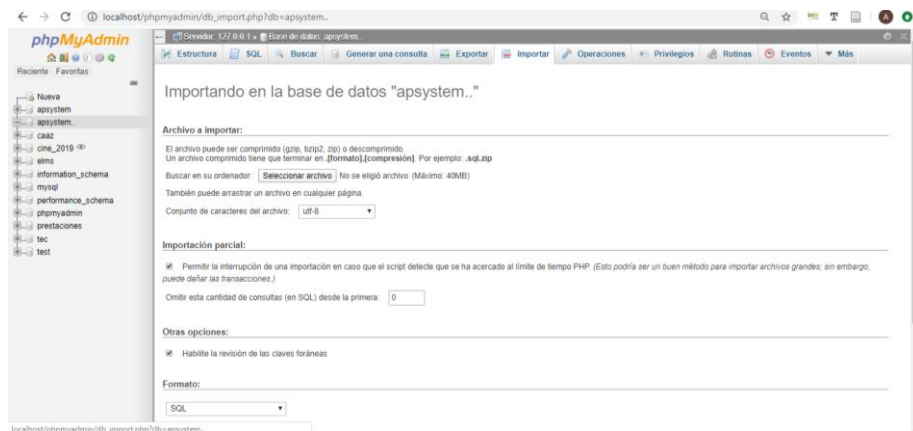 localhost/phpmyadmin/db_import.php?db=apsystem..
phpMyAdmin
Reciente Favoritas
Nueva
apsystem
apsystem..
caaz
cine_2019
elms
information_schema
mysql
performance_schema
phpmyadmin
prestaciones
tec
test
Servidor: 127.0.0.1 » Base de datos: apsystem..
Estructura SQL Buscar Generar una consulta Exportar Importar Operaciones Privilegios Rutinas Eventos Más
Importando en la base de datos "apsystem.."
Archivo a importar:
El archivo puede ser comprimido (gzip, bzip2, zip) o descomprimido.
Un archivo comprimido tiene que terminar en .[formato].[compresión]. Por ejemplo: .sql.zip
Buscar en su ordenador: Seleccionar archivo No se eligió archivo (Máximo: 40MB)
También puede arrastrar un archivo en cualquier página.
Conjunto de caracteres del archivo: utf-8
Importación parcial:
Permitir la interrupción de una importación en caso que el script detecte que se ha acercado al límite de tiempo PHP. (Esto podría ser un buen método para importar archivos grandes; sin embargo,
puede dañar las transacciones.)
Omitir esta cantidad de consultas (en SQL) desde la primera: 0
Otras opciones:
Habilite la revisión de las claves foráneas
Formato:
SQL
localhost/phpmyadmin/db_import.php?db=apsystem..